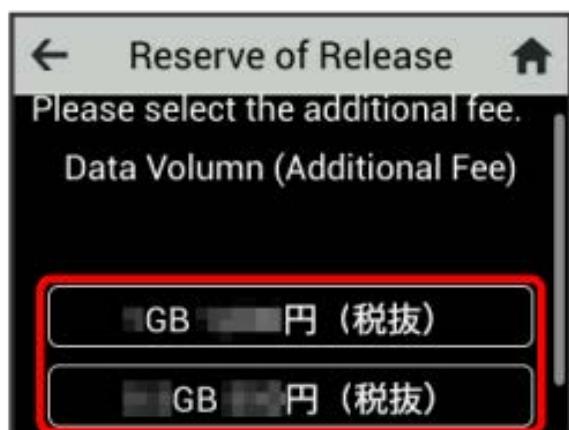 Reserve of Release
Please select the additional fee.
Data Volumn (Additional Fee)
GB 円（税抜）
GB 円（税抜）